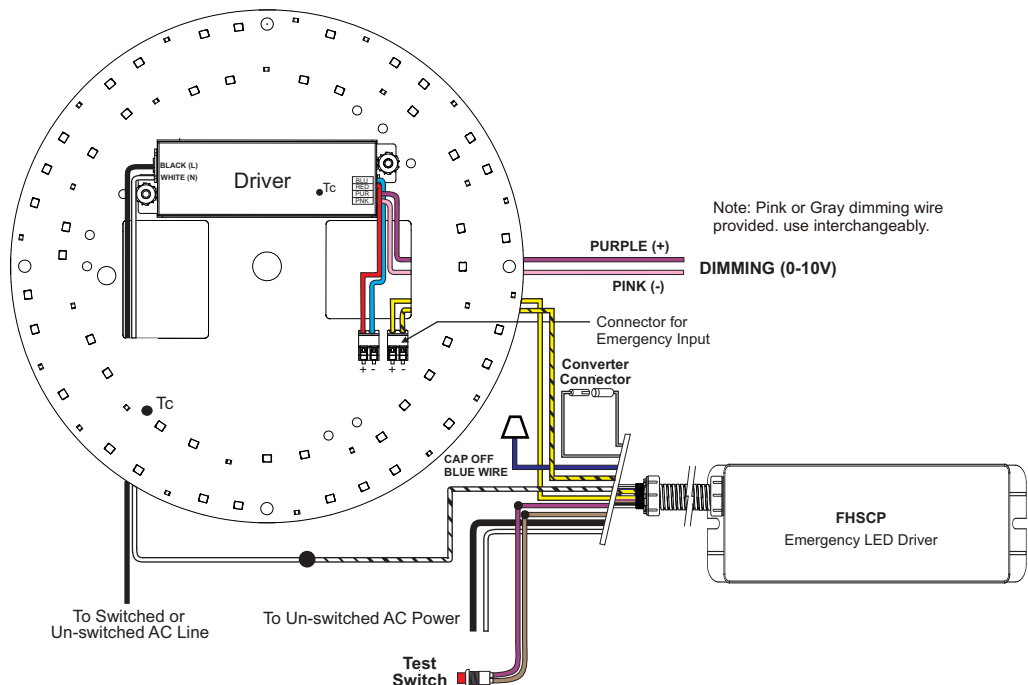 BLACK (L)
WHITE (N)
Driver
Tc
BLU
RED
PUR
PNK
Note: Pink or Gray dimming wire
provided. use interchangeably.
PURPLE (+)
DIMMING (0-10V)
PINK (-)
Connector for
Emergency Input
+ - + -
Converter
Connector
Tc
CAP OFF
BLUE WIRE
FHSCP
Emergency LED Driver
To Switched or
Un-switched AC Line
To Un-switched AC Power
Test
Switch